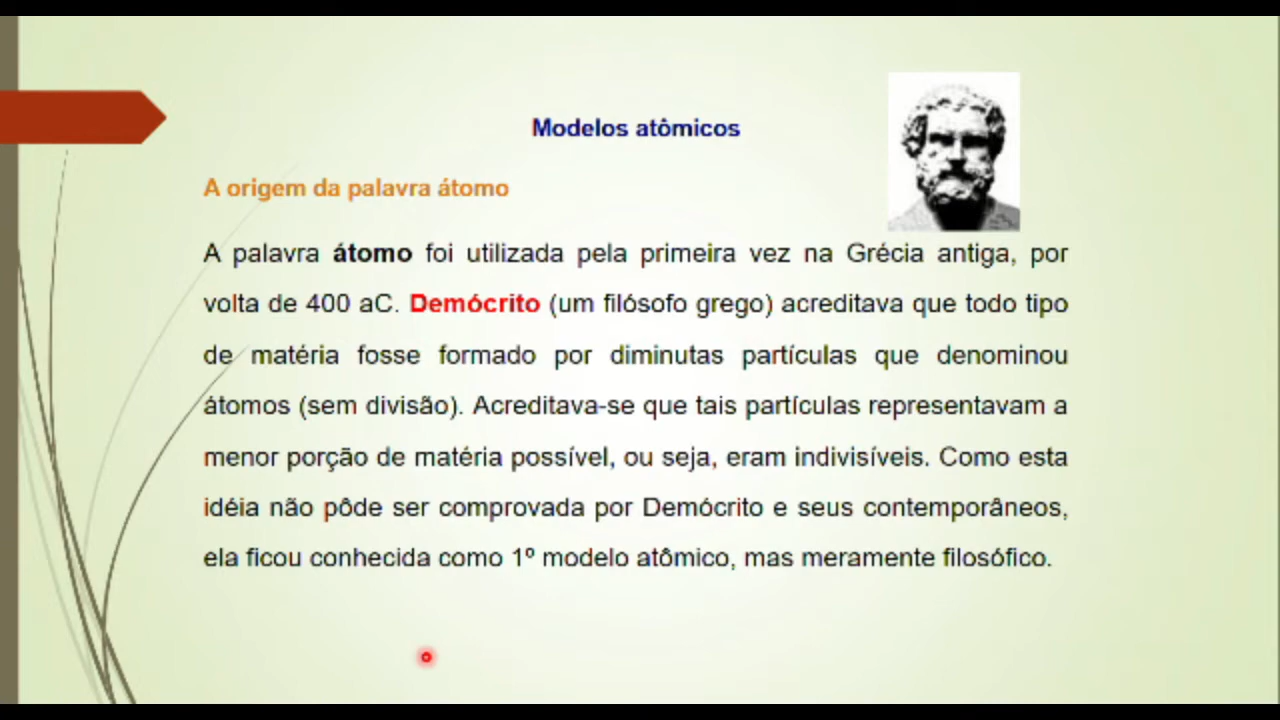 Modelos atômicos
A origem da palavra átomo
A palavra átomo foi utilizada pela primeira vez na Grécia antiga, por
volta de 400 aC. Demócrito (um filósofo grego) acreditava que todo tipo
de matéria fosse formado por diminutas partículas que denominou
átomos (sem divisão). Acreditava-se que tais partículas representavam a
menor porção de matéria possível, ou seja, eram indivisíveis. Como esta
idéia não pôde ser comprovada por Demócrito e seus contemporâneos,
ela ficou conhecida como 1º modelo atômico, mas meramente filosófico.